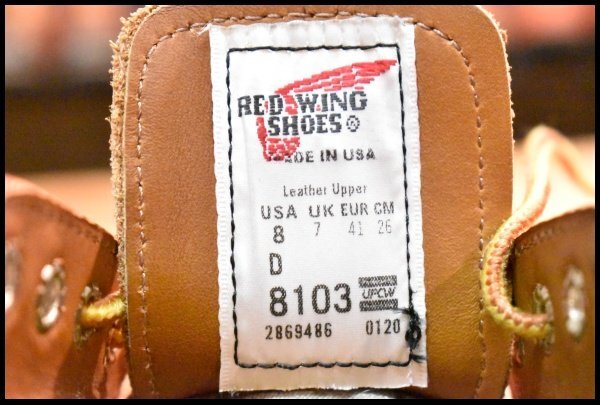 RED WING
SHOES®
MADE IN USA
Leather Upper
USA UK EUR CM
8 7 41 26
D
8103 UPCW
2869486 0120